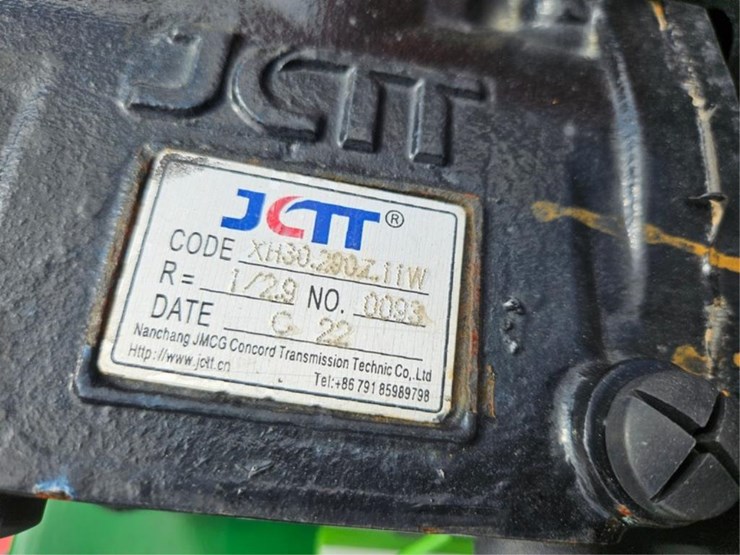 JCTT
JCTT®
CODE XH30.290Z.11W
R= 1/2.9 NO. 0093
DATE C 22
Nanchang JMCG Concord Transmission Technic Co,.Ltd
Http://www.jctt.cn
Tel:+86 791 85989798